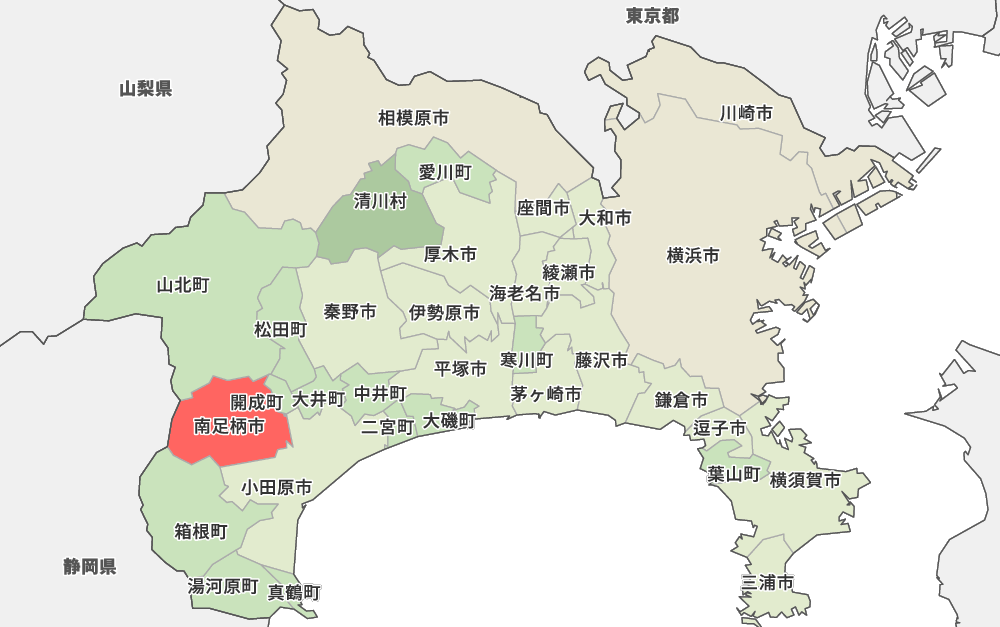 東京都
山梨県
川崎市
相模原市
愛川町
清川村
座間市
大和市
厚木市
横浜市
綾瀬市
山北町
海老名市
秦野市
伊勢原市
松田町
寒川町
藤沢市
平塚市
中井町
茅ヶ崎市
大井町
鎌倉市
開成町
大磯町
南足柄市
二宮町
逗子市
葉山町
横須賀市
小田原市
箱根町
静岡県
三浦市
湯河原町
真鶴町